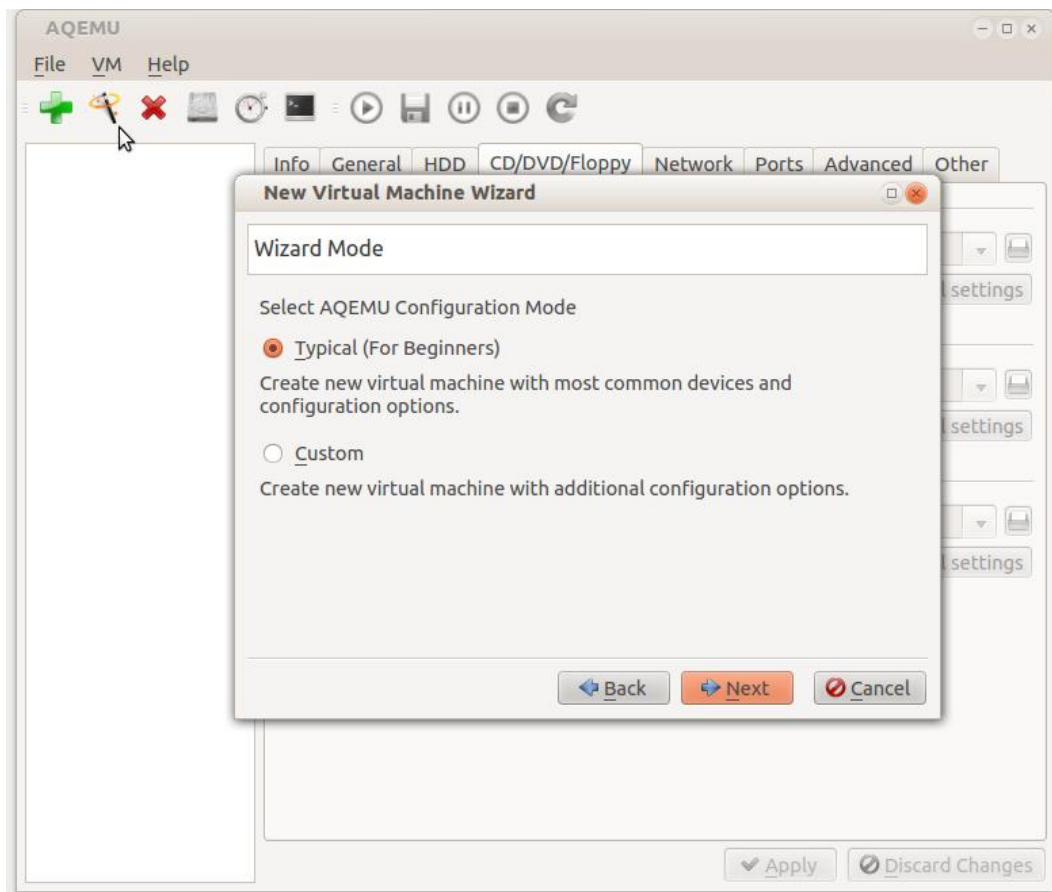 AQEMU
File VM Help
Info General HDD CD/DVD/Floppy Network Ports Advanced Other
New Virtual Machine Wizard
Wizard Mode
Select AQEMU Configuration Mode
Typical (For Beginners)
Create new virtual machine with most common devices and
configuration options.
Custom
Create new virtual machine with additional configuration options.
settings
settings
settings
Back Next Cancel
Apply Discard Changes